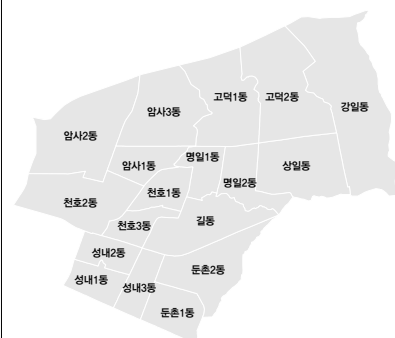 고덕1동
고덕2동
강일동
암사3동
암사2동
명일1동
암사1동
상일동
명일2동
천호1동
천호2동
길동
천호3동
성내2동
둔촌2동
성내1동
성내3동
둔촌1동